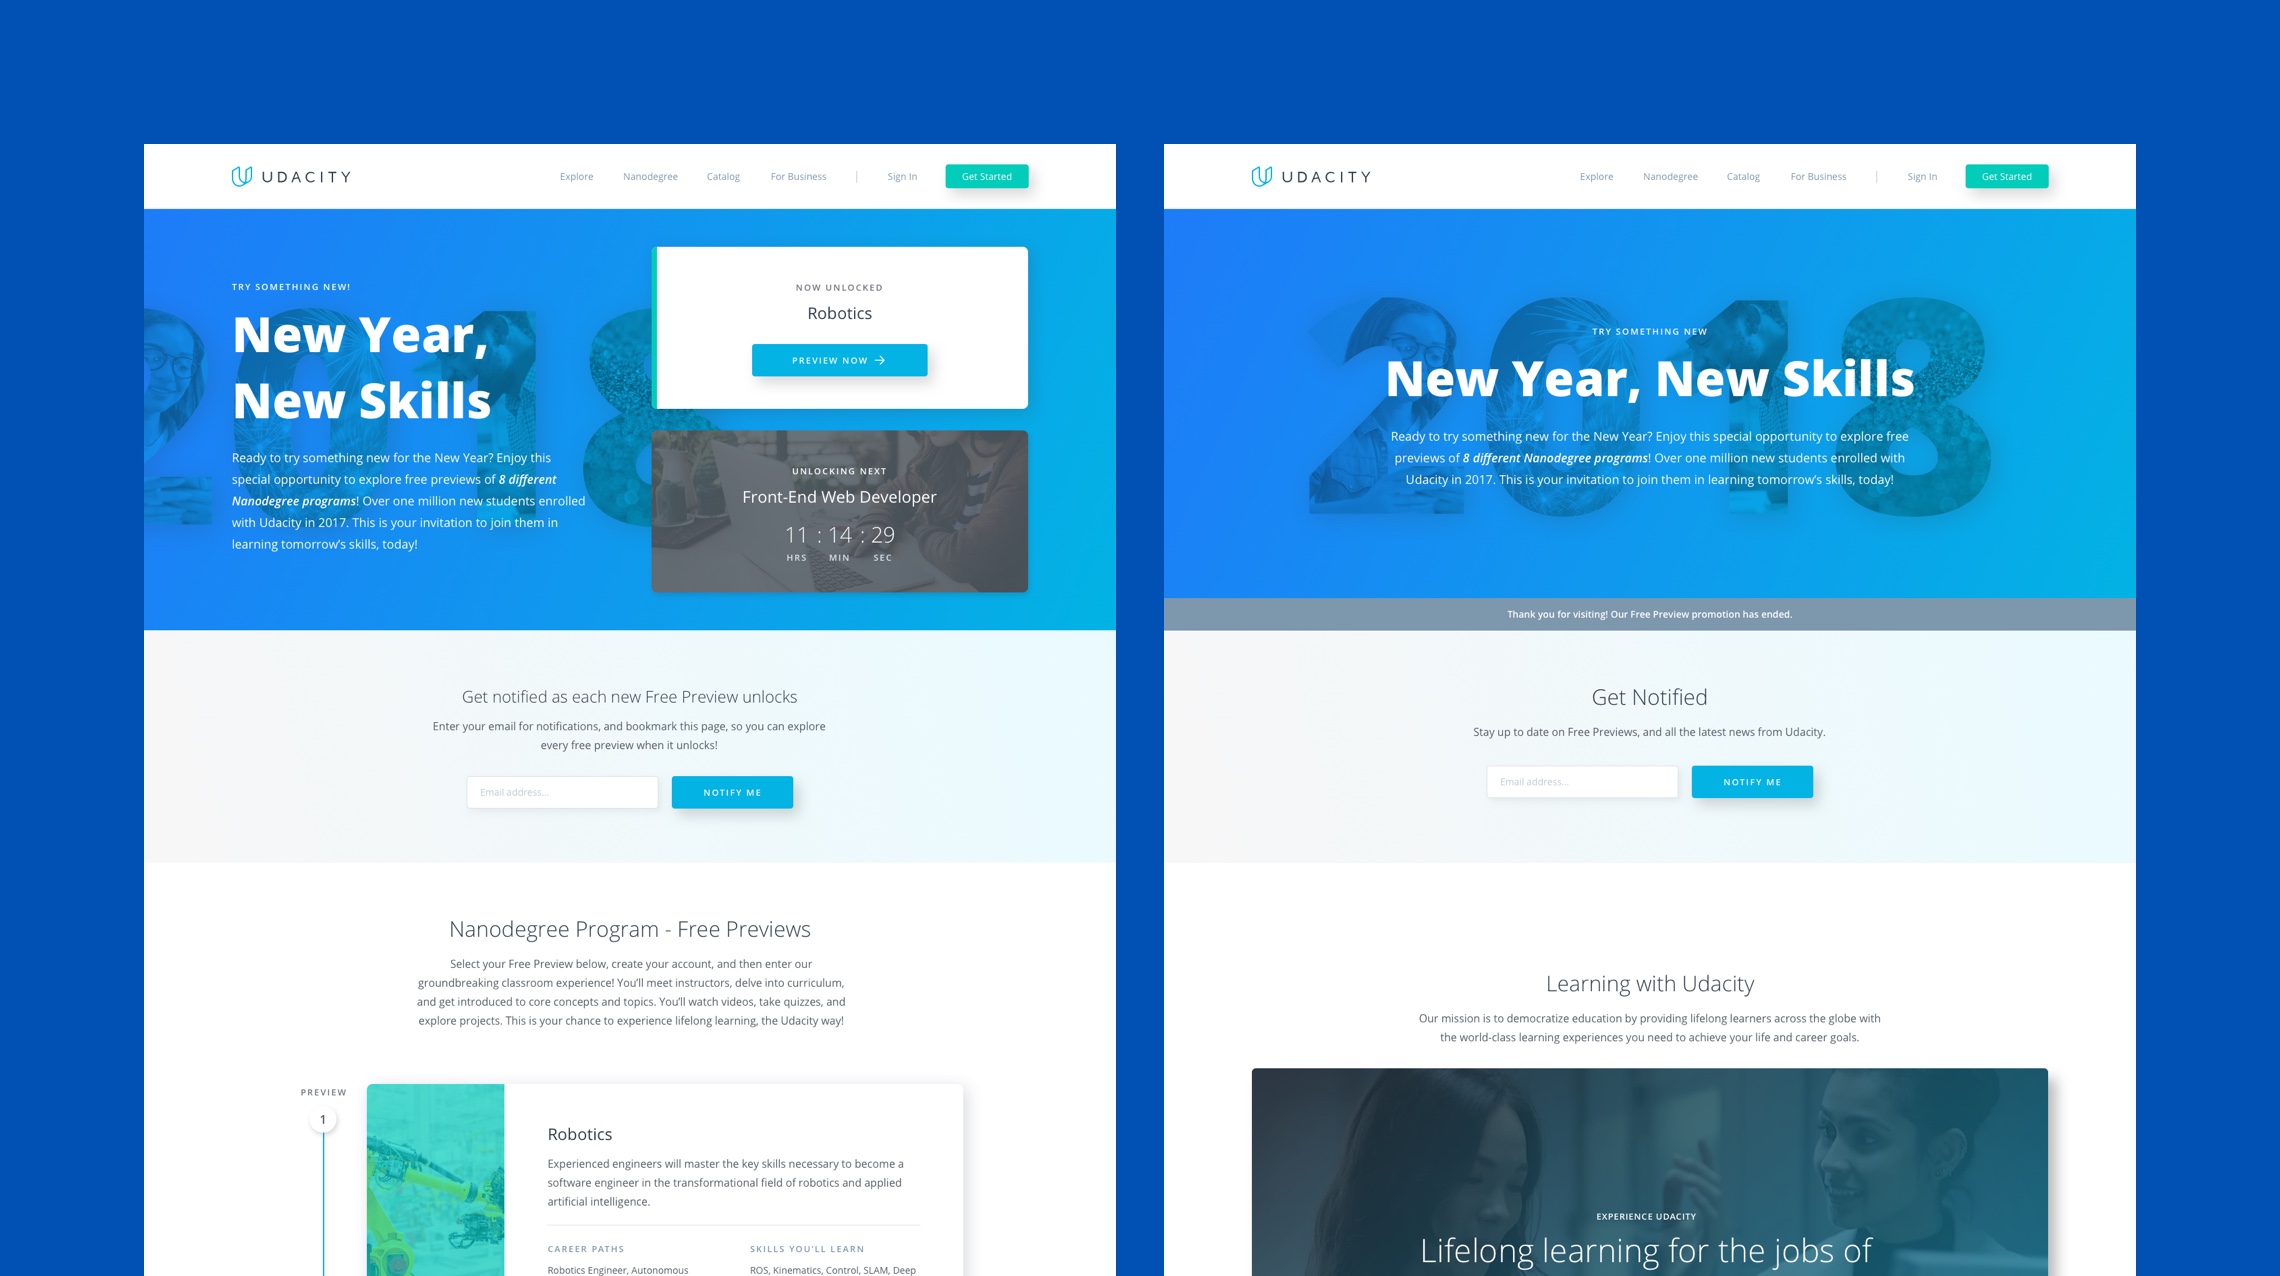 UDACITY
Explore
Nanodegree
Catalog
For Business
Sign In
Get Started
TRY SOMETHING NEW!
2018
New Year,
New Skills
Ready to try something new for the New Year? Enjoy this
special opportunity to explore free previews of 8 different
Nanodegree programs! Over one million new students enrolled
with Udacity in 2017. This is your invitation to join them in
learning tomorrow's skills, today!
NOW UNLOCKED
Robotics
PREVIEW NOW →
UNLOCKING NEXT
Front-End Web Developer
11 : 14 : 29
HRS MIN SEC
Get notified as each new Free Preview unlocks
Enter your email for notifications, and bookmark this page, so you can explore
every free preview when it unlocks!
Email address...
NOTIFY ME
Nanodegree Program - Free Previews
Select your Free Preview below, create your account, and then enter our
groundbreaking classroom experience! You'll meet instructors, delve into curriculum,
and get introduced to core concepts and topics. You'll watch videos, take quizzes, and
explore projects. This is your chance to experience lifelong learning, the Udacity way!
PREVIEW
1
Robotics
Experienced engineers will master the key skills necessary to become a
software engineer in the transformational field of robotics and applied
artificial intelligence.
CAREER PATHS
Robotics Engineer, Autonomous
SKILLS YOU'LL LEARN
ROS, Kinematics, Control, SLAM, Deep
UDACITY
Explore
Nanodegree
Catalog
For Business
Sign In
Get Started
2018
TRY SOMETHING NEW
New Year, New Skills
Ready to try something new for the New Year? Enjoy this special opportunity to explore free
previews of 8 different Nanodegree programs! Over one million new students enrolled with
Udacity in 2017. This is your invitation to join them in learning tomorrow's skills, today!
Thank you for visiting! Our Free Preview promotion has ended.
Get Notified
Stay up to date on Free Previews, and all the latest news from Udacity.
Email address...
NOTIFY ME
Learning with Udacity
Our mission is to democratize education by providing lifelong learners across the globe with
the world-class learning experiences you need to achieve your life and career goals.
EXPERIENCE UDACITY
Lifelong learning for the jobs of